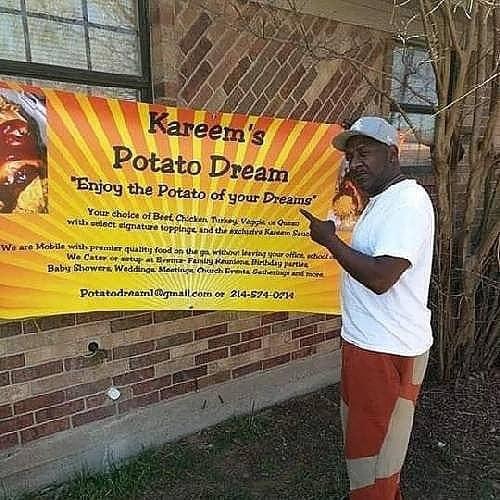 Kareem's
Potato Dream
"Enjoy the Potato of your Dreams"
Your choice of Beef, Chicken, Turkey, Veggie, or Queso
with select signature toppings, and the exclusive Kareem Sauce
We are Mobile with premier quality food on the go, without leaving your office, school
We Cater or setup at Events- Family Reunions, Birthday parties,
Baby Showers, Weddings, Meetings, Church Events, Gatherings and more.
Potatodream1@gmail.com or 214-574-0214